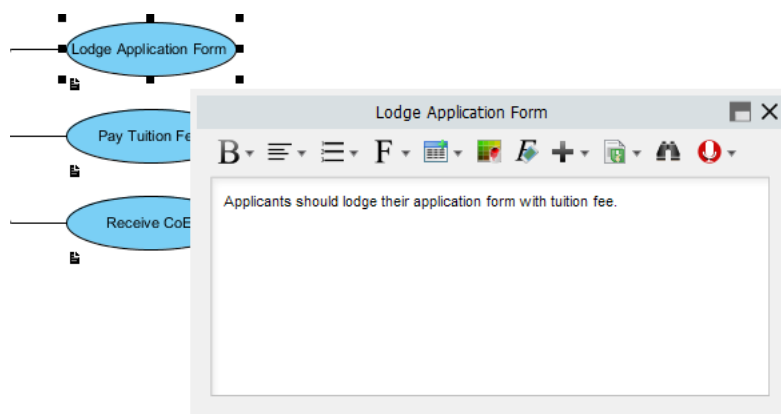 Lodge Application Form
Lodge Application Form
Pay Tuition Fe
B F F
Applicants should lodge their application form with tuition fee.
Receive CoE